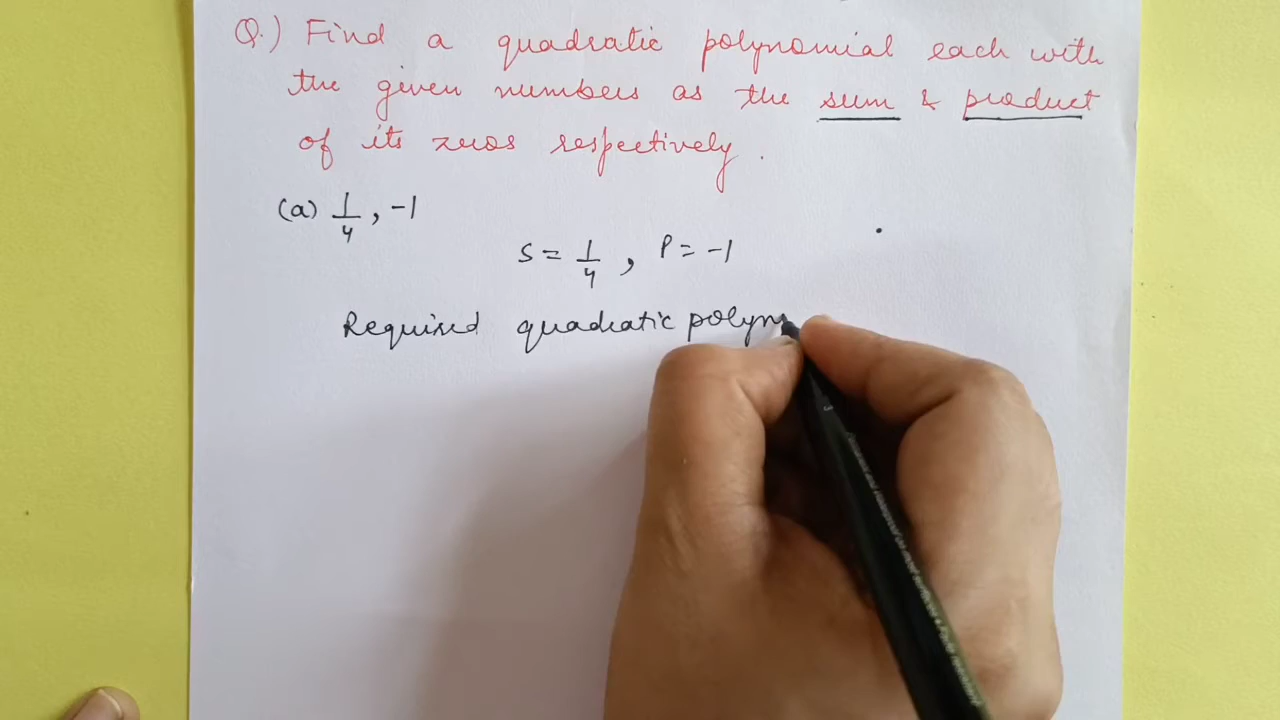 Q.) Find a quadratic polynomial each with
the given numbers as the sum & product
of its zeros respectively.
(a) 1/4, -1
S = 1/4, P = -1
Required quadratic polyn